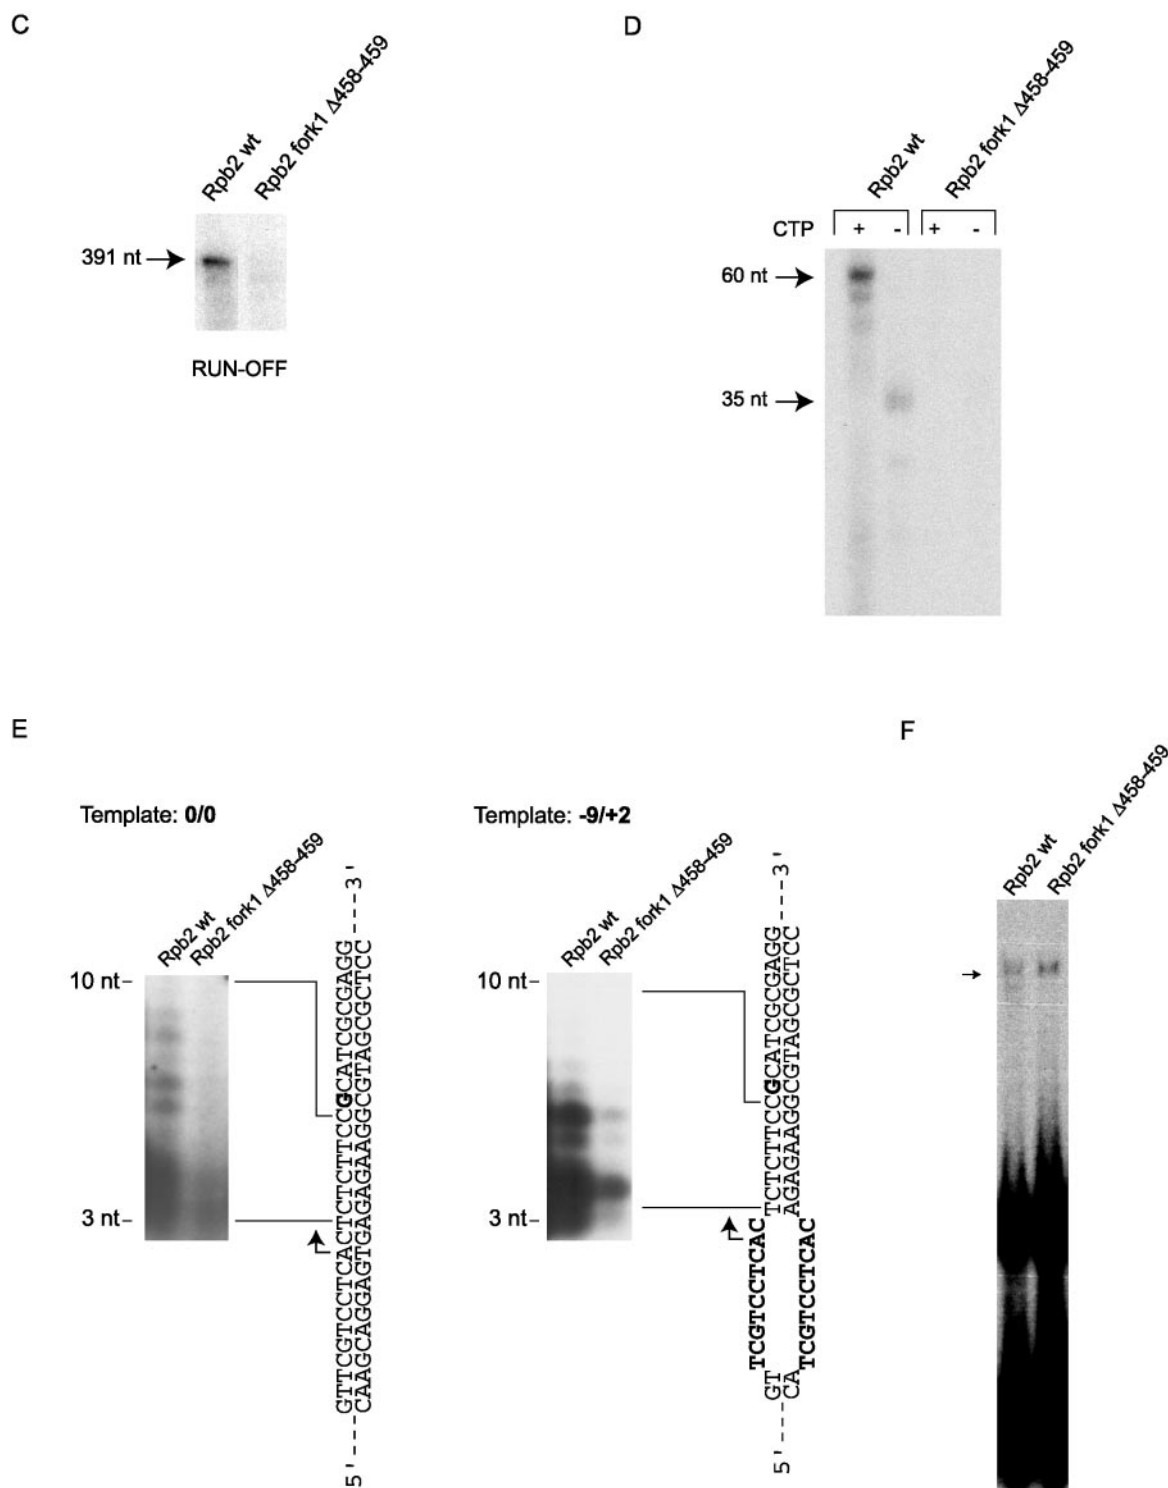 C
Rpb2 wt
Rpb2 fork1 Δ458-459
391 nt
RUN-OFF
D
Rpb2 wt
Rpb2 fork1 Δ458-459
CTP + - + -
60 nt
35 nt
E
Template: 0/0
Rpb2 wt
Rpb2 fork1 Δ458-459
10 nt
3 nt
5'
3'
GTTCGTCCTCACTCTCTTCCGCATCGCGAGG
CAAGCAGGAGTGAGAGAAGGCGTAGCGCTCC
Template: -9/+2
Rpb2 wt
Rpb2 fork1 Δ458-459
10 nt
3 nt
5'
3'
GT
TCGTCCTCAC
TCTCTTCCGCATCGCGAGG
CA
TCGTCCTCAC
AGAGAAGGCGTAGCGCTCC
F
Rpb2 wt
Rpb2 fork1 Δ458-459